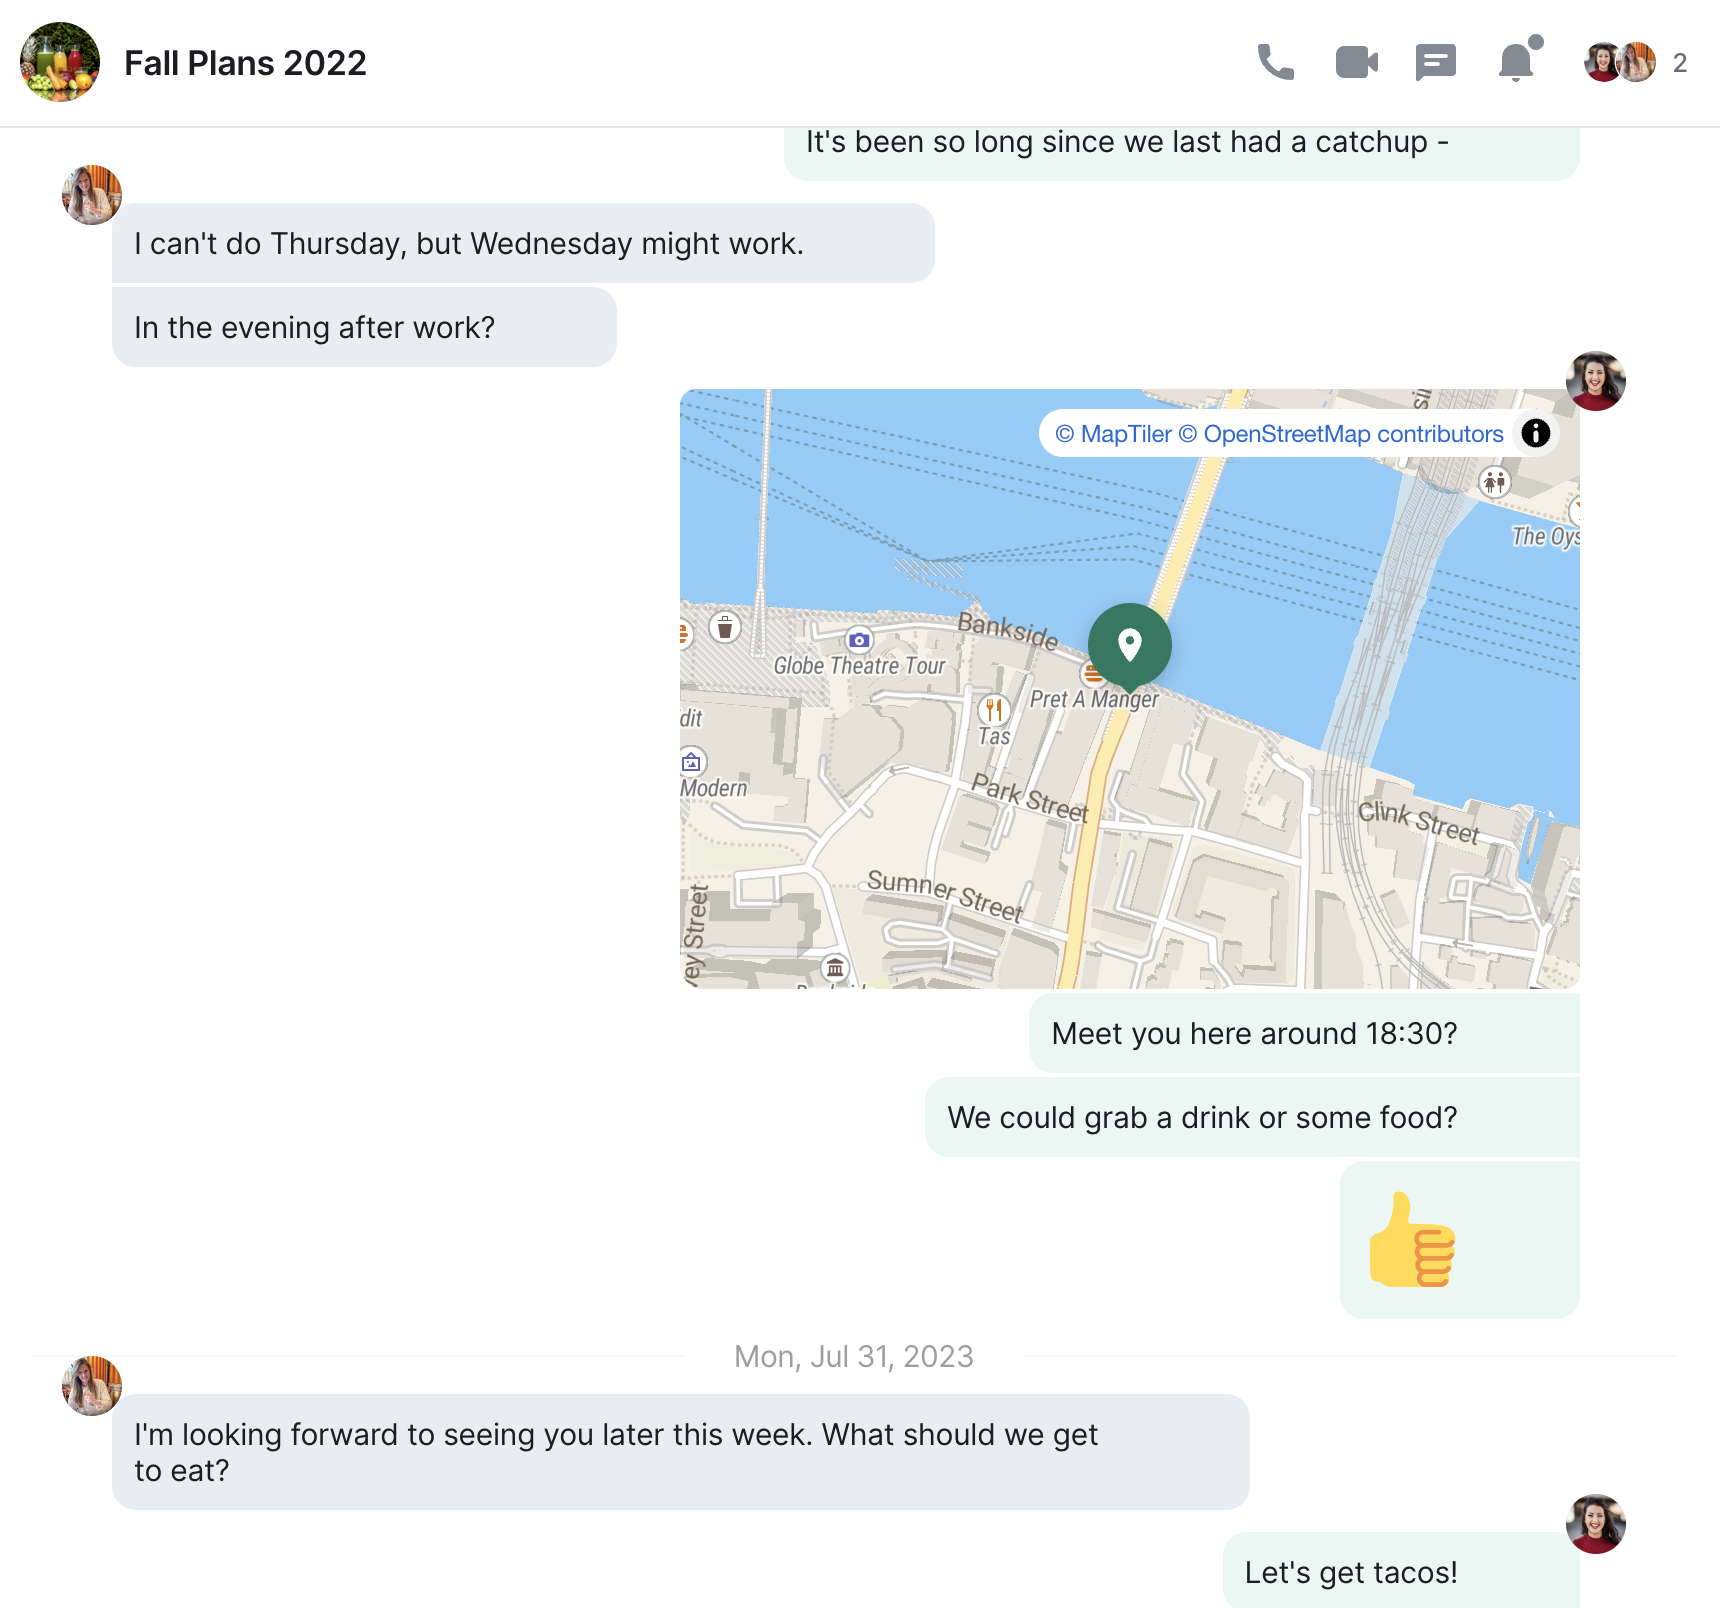 Fall Plans 2022
2
It's been so long since we last had a catchup -
I can't do Thursday, but Wednesday might work.
In the evening after work?
© MapTiler © OpenStreetMap contributors
The Oys
Bankside
Globe Theatre Tour
Pret A Manger
dit
Tas
Modern
Park Street
Clink Street
Sumner Street
vey Street
Meet you here around 18:30?
We could grab a drink or some food?
Mon, Jul 31, 2023
I'm looking forward to seeing you later this week. What should we get
to eat?
Let's get tacos!